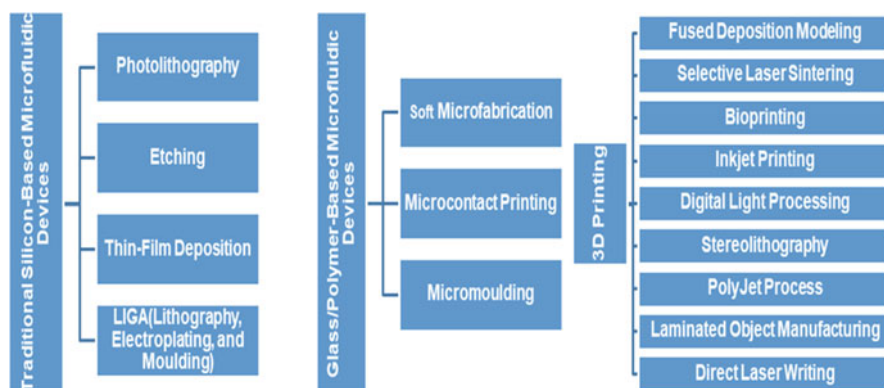 Traditional Silicon-Based Microfluidic
Devices
Photolithography
Etching
Thin-Film Deposition
LIGA(Lithography,
Electroplating, and
Moulding)
Glass/Polymer-Based Microfluidic
Devices
Soft Microfabrication
Microcontact Printing
Micromoulding
3D Printing
Fused Deposition Modeling
Selective Laser Sintering
Bioprinting
Inkjet Printing
Digital Light Processing
Stereolithography
PolyJet Process
Laminated Object Manufacturing
Direct Laser Writing